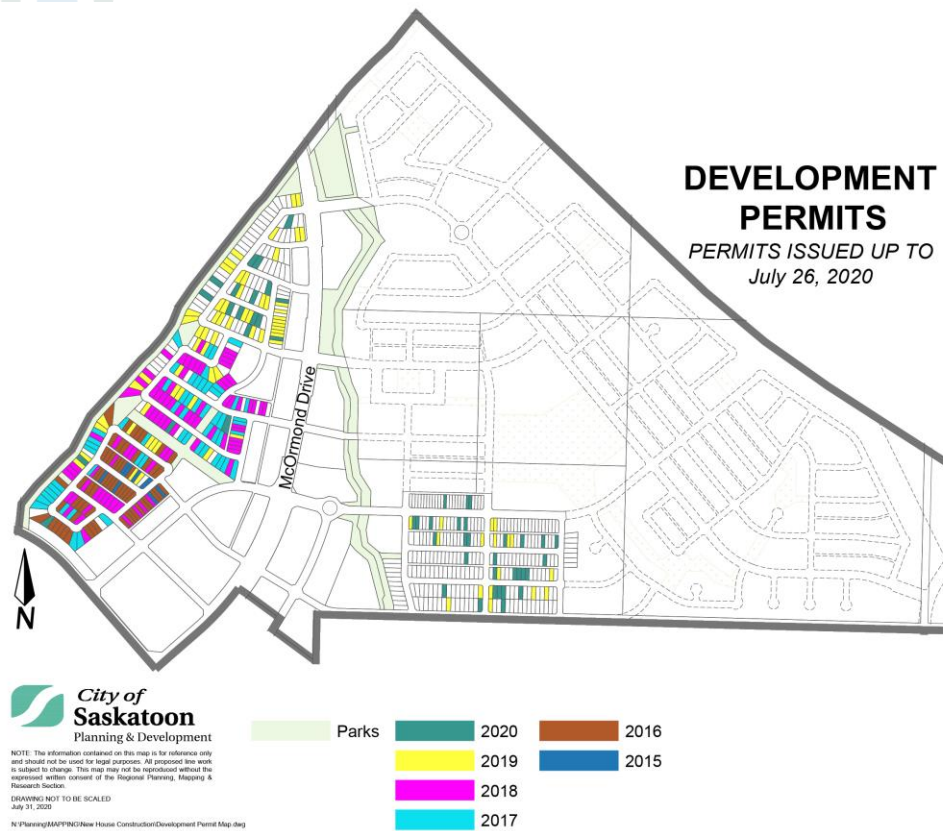 DEVELOPMENT
PERMITS
PERMITS ISSUED UP TO
July 26, 2020
McOrmond Drive
N
City of
Saskatoon
Planning & Development
NOTE: The information contained on this map is for reference only
and should not be used for legal purposes. All proposed line work
is subject to change. This map may not be reproduced without the
expressed written consent of the Regional Planning, Mapping &
Research Section.
DRAWING NOT TO BE SCALED
July 31, 2020
N:\Planning\MAPPING\New House Construction\Development Permit Map.dwg
Parks
2020
2019
2018
2017
2016
2015